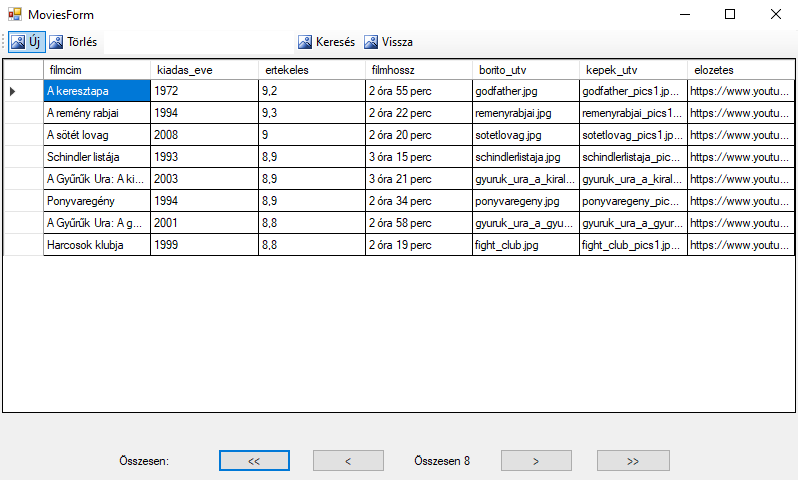 MoviesForm
Új Törlés Keresés Vissza
filmcim kiadas_eve ertekeles filmhossz borito_utv kepek_utv elozetes
A keresztapa 1972 9,2 2 óra 55 perc godfather.jpg godfather_pics1.jp... https://www.youtu...
A remény rabjai 1994 9,3 2 óra 22 perc remenyrabjai.jpg remenyrabjai_pics1... https://www.youtu...
A sötét lovag 2008 9 2 óra 20 perc sotetlovag.jpg sotetlovag_pics1.jp... https://www.youtu...
Schindler listája 1993 8,9 3 óra 15 perc schindlerlistaja.jpg schindlerlistaja_pic... https://www.youtu...
A Gyűrűk Ura: A ki... 2003 8,9 3 óra 21 perc gyuruk_ura_a_kiral... gyuruk_ura_a_kiral... https://www.youtu...
Ponyvaregény 1994 8,9 2 óra 34 perc ponyvaregeny.jpg ponyvaregeny_pics... https://www.youtu...
A Gyűrűk Ura: A g... 2001 8,8 2 óra 58 perc gyuruk_ura_a_gyu... gyuruk_ura_a_gyur... https://www.youtu...
Harcosok klubja 1999 8,8 2 óra 19 perc fight_club.jpg fight_club_pics1.jp... https://www.youtu...
Összesen: << < Összesen 8 > >>